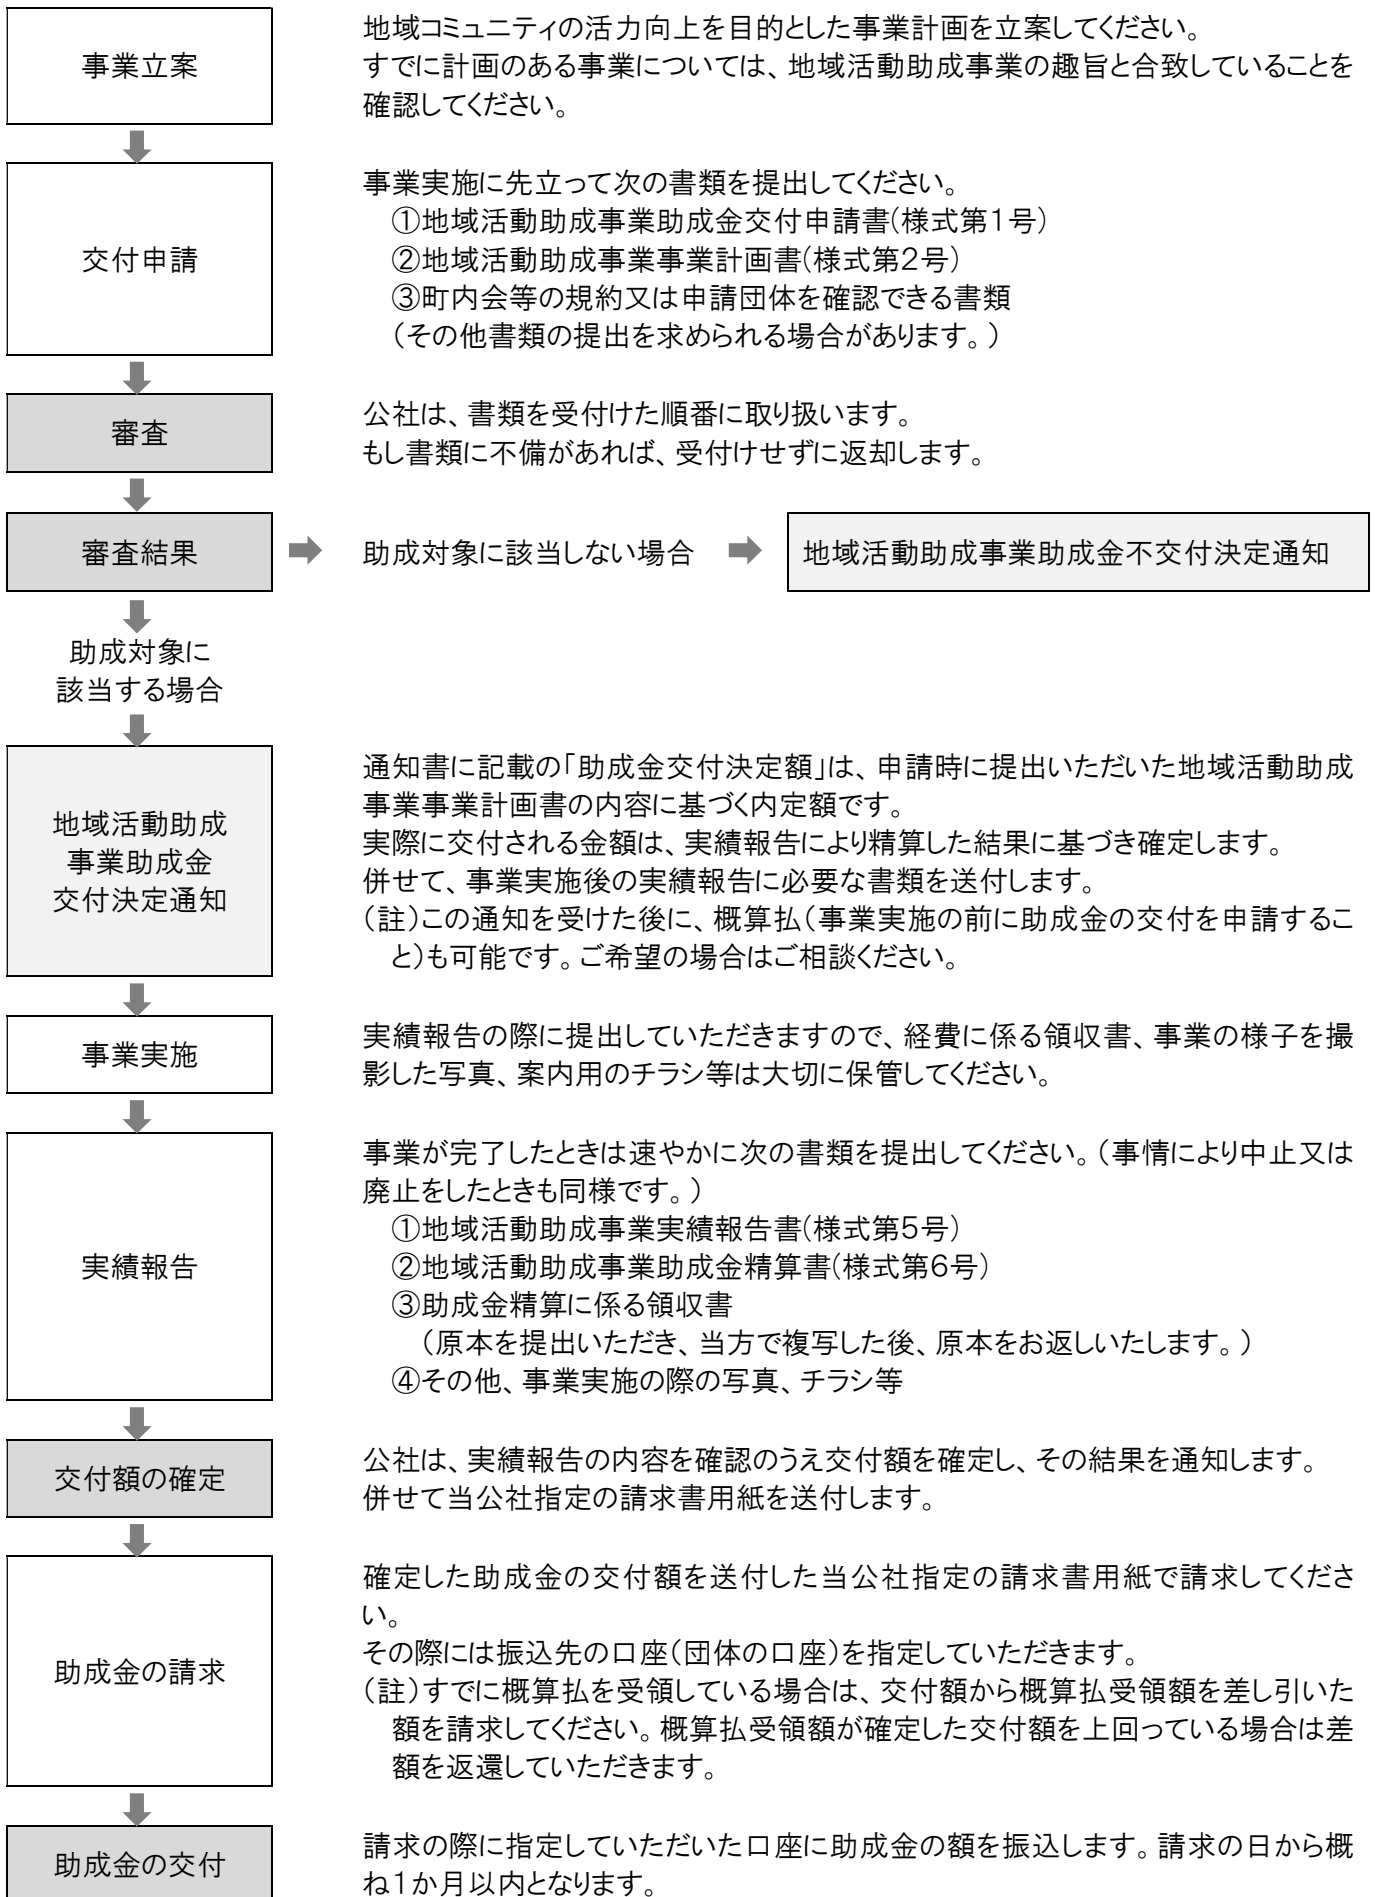 事業立案
地域コミュニティの活力向上を目的とした事業計画を立案してください。
すでに計画のある事業については、地域活動助成事業の趣旨と合致していることを
確認してください。
交付申請
事業実施に先立って次の書類を提出してください。
①地域活動助成事業助成金交付申請書(様式第1号)
②地域活動助成事業事業計画書(様式第2号)
③町内会等の規約又は申請団体を確認できる書類
（その他書類の提出を求められる場合があります。）
審査
公社は、書類を受付けた順番に取り扱います。
もし書類に不備があれば、受付けせずに返却します。
審査結果
助成対象に該当しない場合
地域活動助成事業助成金不交付決定通知
助成対象に
該当する場合
地域活動助成
事業助成金
交付決定通知
通知書に記載の「助成金交付決定額」は、申請時に提出いただいた地域活動助成
事業事業計画書の内容に基づく内定額です。
実際に交付される金額は、実績報告により精算した結果に基づき確定します。
併せて、事業実施後の実績報告に必要な書類を送付します。
（註）この通知を受けた後に、概算払（事業実施の前に助成金の交付を申請するこ
と）も可能です。ご希望の場合はご相談ください。
事業実施
実績報告の際に提出していただきますので、経費に係る領収書、事業の様子を撮
影した写真、案内用のチラシ等は大切に保管してください。
実績報告
事業が完了したときは速やかに次の書類を提出してください。（事情により中止又は
廃止をしたときも同様です。）
①地域活動助成事業実績報告書(様式第5号)
②地域活動助成事業助成金精算書(様式第6号)
③助成金精算に係る領収書
（原本を提出いただき、当方で複写した後、原本をお返しいたします。）
④その他、事業実施の際の写真、チラシ等
交付額の確定
公社は、実績報告の内容を確認のうえ交付額を確定し、その結果を通知します。
併せて当公社指定の請求書用紙を送付します。
助成金の請求
確定した助成金の交付額を送付した当公社指定の請求書用紙で請求してくださ
い。
その際には振込先の口座（団体の口座）を指定していただきます。
（註）すでに概算払を受領している場合は、交付額から概算払受領額を差し引いた
額を請求してください。概算払受領額が確定した交付額を上回っている場合は差
額を返還していただきます。
助成金の交付
請求の際に指定していただいた口座に助成金の額を振込します。請求の日から概
ね1か月以内となります。